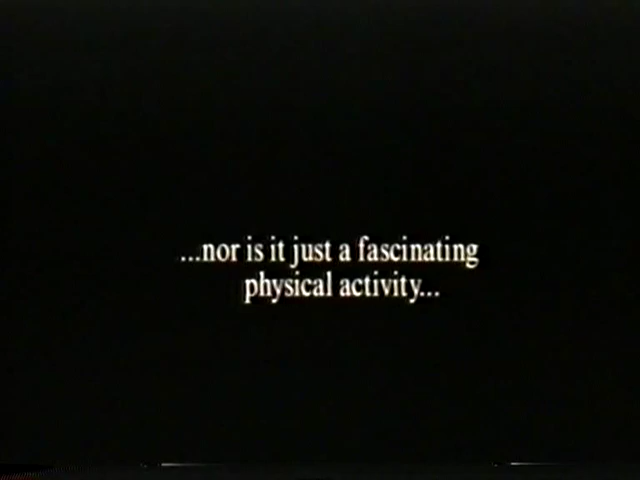 ...nor is it just a fascinating
physical activity...